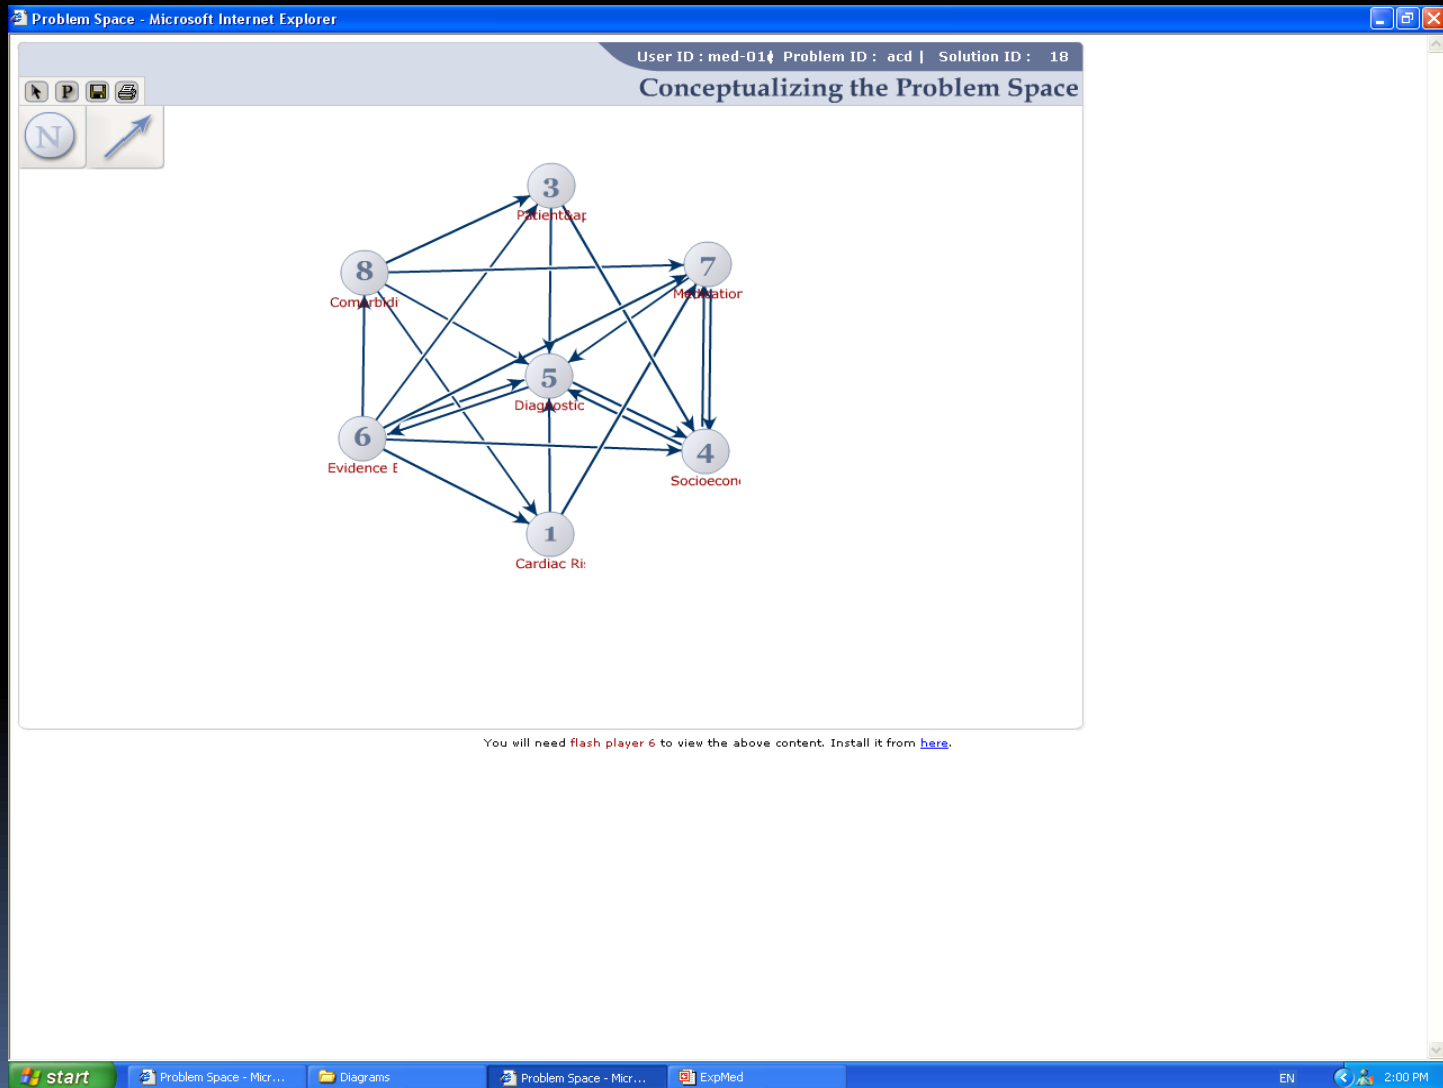 Problem Space - Microsoft Internet Explorer
User ID : med-01 Problem ID : acd | Solution ID : 18
P
Conceptualizing the Problem Space
N
3
Patient&ap
7
8
Medication
Comorbidi
5
Diagnostic
6
4
Evidence E
Socioecon
1
Cardiac Ris
You will need flash player 6 to view the above content. Install it from here.
start
Problem Space - Micr...
Diagrams
Problem Space - Micr...
ExpMed
EN
2:00 PM